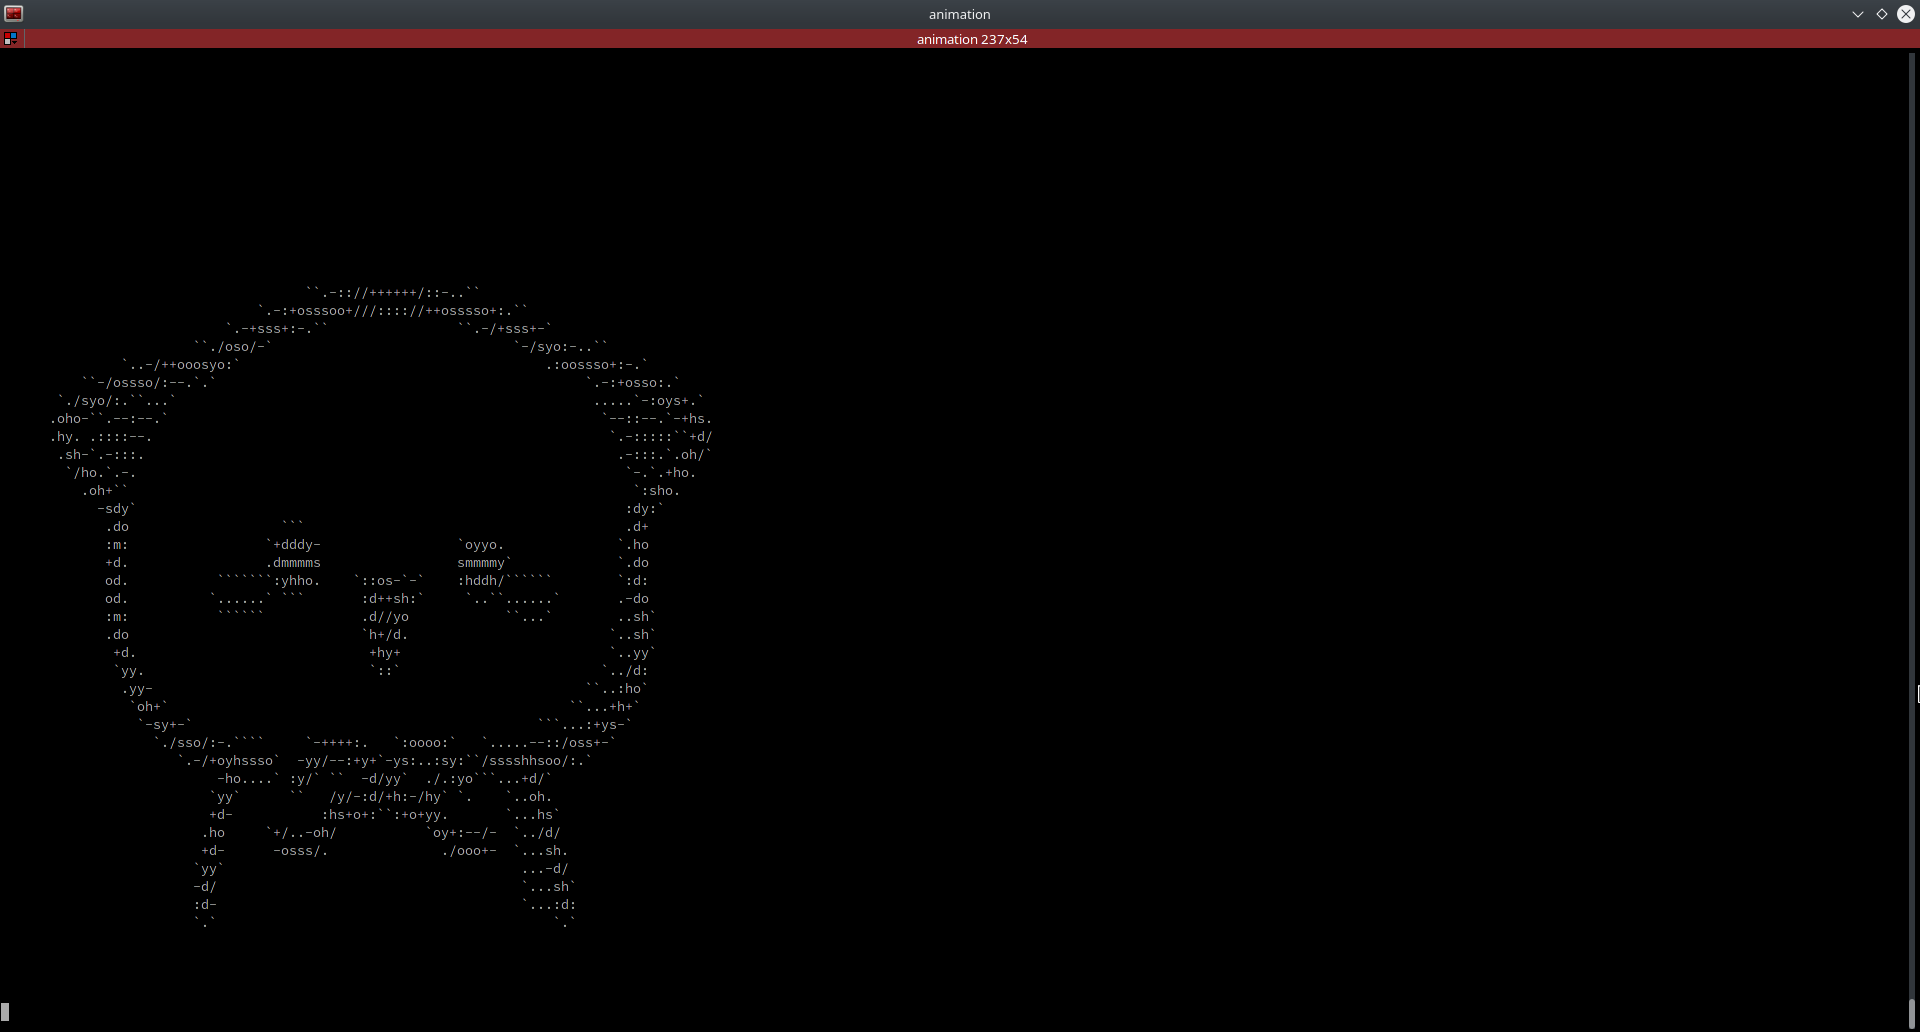 animation
animation 237x54
``.-:://++++++/::-..``
`.-:+osssoo+///:::://++osssso+:.``
`.-+sss+:-.`` ``.-/+sss+-`
``./oso/-` `-/syo:-..``
`..-/++ooosyo:` .:oossso+:-.`
``-/ossso/:--.`.` `.-:+osso:.`
`./syo/:.``...` .....`-:oys+.`
.oho-``.--:--.` `--::--.`-+hs.
.hy. .::::--. `.-:::::``+d/
.sh-`.-:::. .-:::.`.oh/`
`/ho.`.-. `-.`.+ho.
.oh+`` `:sho.
-sdy` :dy:`
.do ``` .d+
:m: `+dddy- `oyyo. `.ho
+d. .dmmmms smmmmy` `.do
od. ```````:yhho. `::os-`-` :hddh/`````` `:d:
od. `......` ``` :d++sh:` `..``......` .-do
:m: `````` .d//yo ``...` ..sh`
.do `h+/d. `..sh`
+d. +hy+ `..yy`
`yy. `::` `../d:
.yy- ``..:ho`
`oh+` ``...+h+`
`-sy+-` ```...:+ys-`
`./sso/:-.```` `-++++:. `:oooo:` `.....--::/oss+-`
`.-/+oyhssso` -yy/--:+y+`-ys:..:sy:``/sssshhsoo/:.`
-ho....` :y/` `` -d/yy` ./.:yo```...+d/`
`yy` `` /y/-:d/+h:-/hy` `. `..oh.
+d- :hs+o+:``:+o+yy. `...hs`
.ho `+/..-oh/ `oy+:--/- `../d/
+d- -osss/. ./ooo+- `...sh.
`yy` ...-d/
-d/ `...sh`
:d- `...:d:
`.` `.`